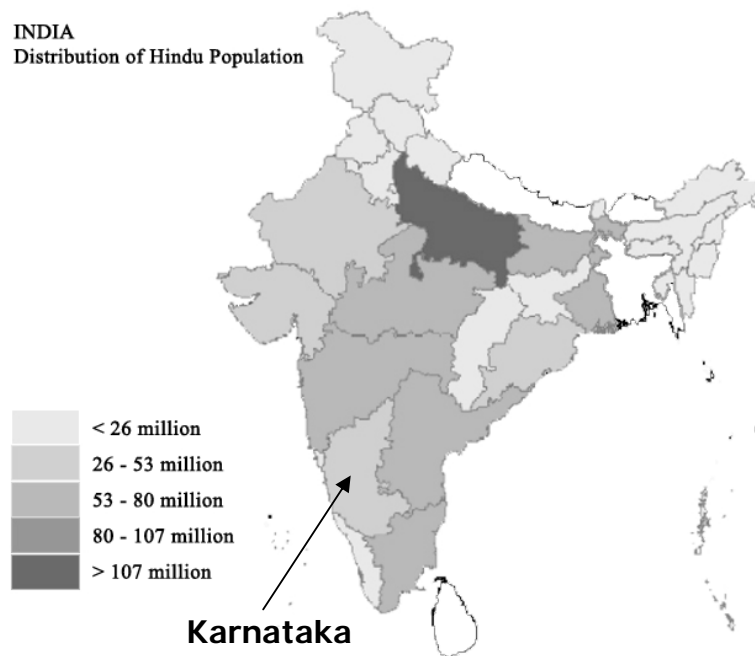 INDIA
Distribution of Hindu Population
< 26 million
26 - 53 million
53 - 80 million
80 - 107 million
> 107 million
Karnataka